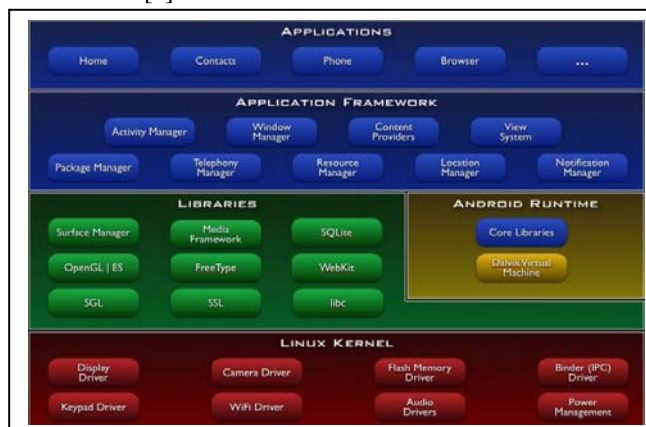 APPLICATIONS
Home Contacts Phone Browser ...
APPLICATION FRAMEWORK
Activity Manager Window Manager Content Providers View System
Package Manager Telephony Manager Resource Manager Location Manager Notification Manager
LIBRARIES
Surface Manager Media Framework SQLite
OpenGL | ES FreeType WebKit
SGL SSL libc
ANDROID RUNTIME
Core Libraries
Dalvik Virtual Machine
LINUX KERNEL
Display Driver Camera Driver Flash Memory Driver Binder (IPC) Driver
Keypad Driver WiFi Driver Audio Drivers Power Management